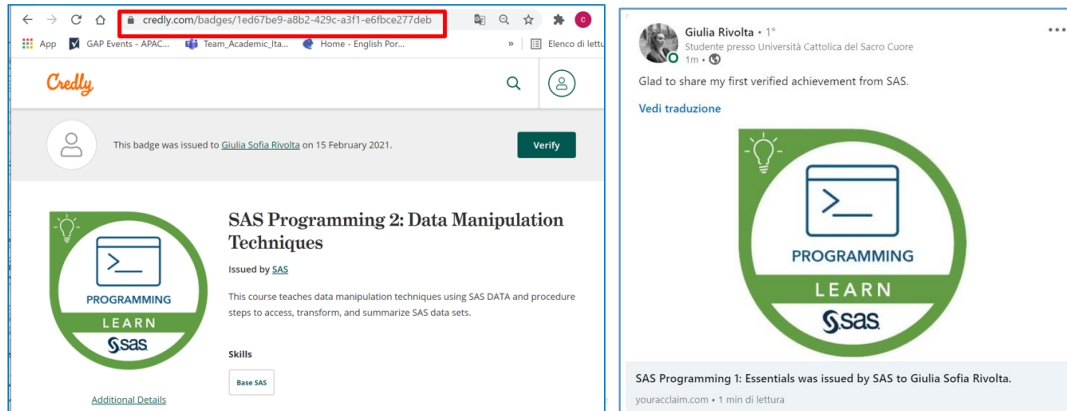 credly.com/badges/1ed67be9-a8b2-429c-a3f1-e6fbce277deb
App GAP Events - APAC... Team_Academic_Ita... Home - English Por... » Elenco di lettu
Credly
This badge was issued to Giulia Sofia Rivolta on 15 February 2021.
Verify
PROGRAMMING
LEARN
sas
Additional Details
SAS Programming 2: Data Manipulation
Techniques
Issued by SAS
This course teaches data manipulation techniques using SAS DATA and procedure
steps to access, transform, and summarize SAS data sets.
Skills
Base SAS
Giulia Rivolta • 1°
Studente presso Università Cattolica del Sacro Cuore
1m •
Glad to share my first verified achievement from SAS.
Vedi traduzione
PROGRAMMING
LEARN
sas
SAS Programming 1: Essentials was issued by SAS to Giulia Sofia Rivolta.
youracclaim.com • 1 min di lettura